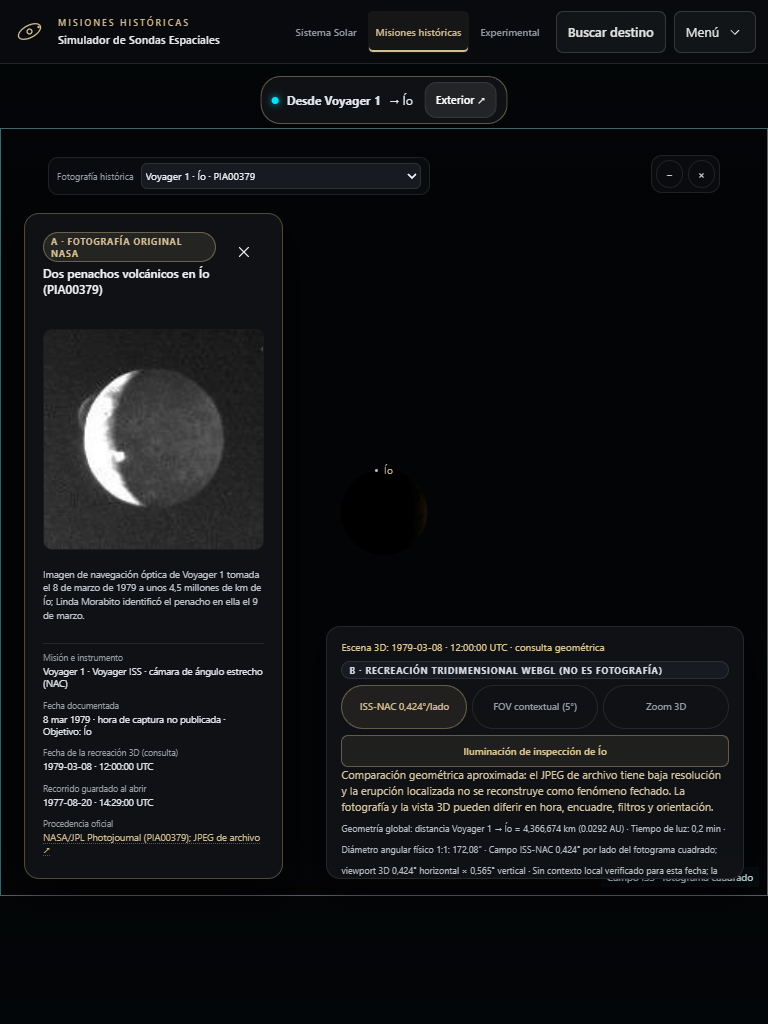 MISIONES HISTÓRICAS
Simulador de Sondas Espaciales
Sistema Solar
Misiones históricas
Experimental
Buscar destino
Menú
Desde Voyager 1 → Ío
Exterior ↗
Fotografía histórica
Voyager 1 · Ío · PIA00379
−
×
A · FOTOGRAFÍA ORIGINAL
NASA
Dos penachos volcánicos en Ío
(PIA00379)
Imagen de navegación óptica de Voyager 1 tomada
el 8 de marzo de 1979 a unos 4,5 millones de km de
Ío; Linda Morabito identificó el penacho en ella el 9
de marzo.
Misión e instrumento
Voyager 1 · Voyager ISS · cámara de ángulo estrecho
(NAC)
Fecha documentada
8 mar 1979 · hora de captura no publicada ·
Objetivo: Ío
Fecha de la recreación 3D (consulta)
1979-03-08 · 12:00:00 UTC
Recorrido guardado al abrir
1977-08-20 · 14:29:00 UTC
Procedencia oficial
NASA/JPL Photojournal (PIA00379); JPEG de archivo
↗
Ío
Escena 3D: 1979-03-08 · 12:00:00 UTC · consulta geométrica
B · RECREACIÓN TRIDIMENSIONAL WEBGL (NO ES FOTOGRAFÍA)
ISS-NAC 0,424°/lado
FOV contextual (5°)
Zoom 3D
Iluminación de inspección de Ío
Comparación geométrica aproximada: el JPEG de archivo tiene baja resolución
y la erupción localizada no se reconstruye como fenómeno fechado. La
fotografía y la vista 3D pueden diferir en hora, encuadre, filtros y orientación.
Geometría global: distancia Voyager 1 → Ío = 4,366,674 km (0.0292 AU) · Tiempo de luz: 0,2 min ·
Diámetro angular físico 1:1: 172,08″ · Campo ISS-NAC 0,424° por lado del fotograma cuadrado;
viewport 3D 0,424° horizontal × 0,565° vertical · Sin contexto local verificado para esta fecha; la
Campo ISS · fotograma cuadrado